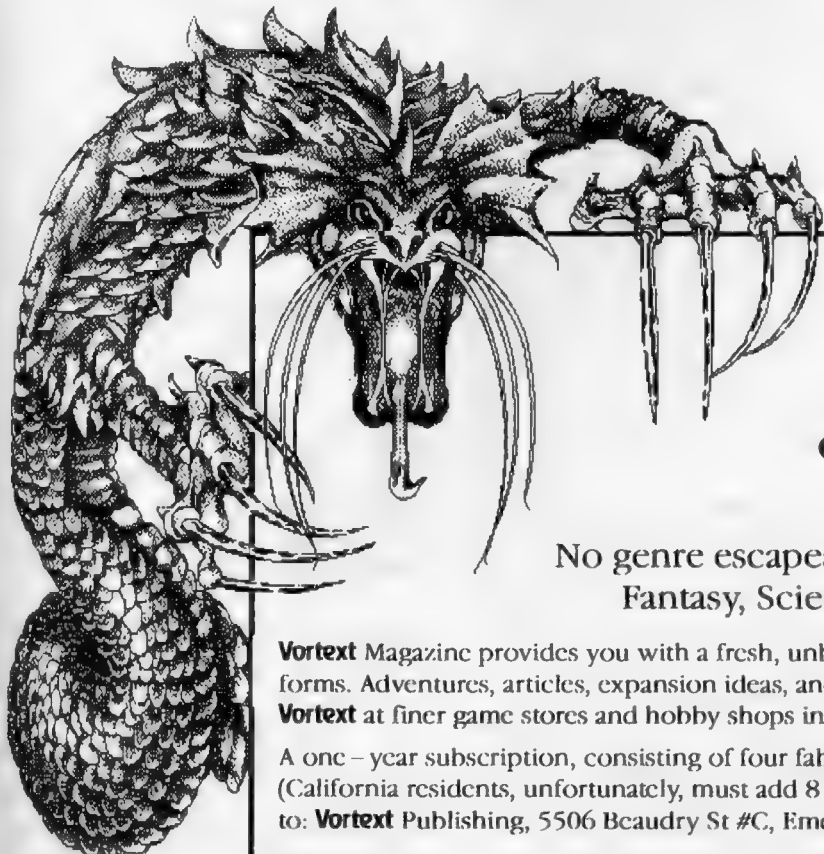 No genre escapes
Fantasy, Scie
Vortext Magazine provides you with a fresh, unl
forms. Adventures, articles, expansion ideas, an
Vortext at finer game stores and hobby shops in
A one – year subscription, consisting of four fab
(California residents, unfortunately, must add 8
to: Vortext Publishing, 5506 Beaudry St #C, Eme